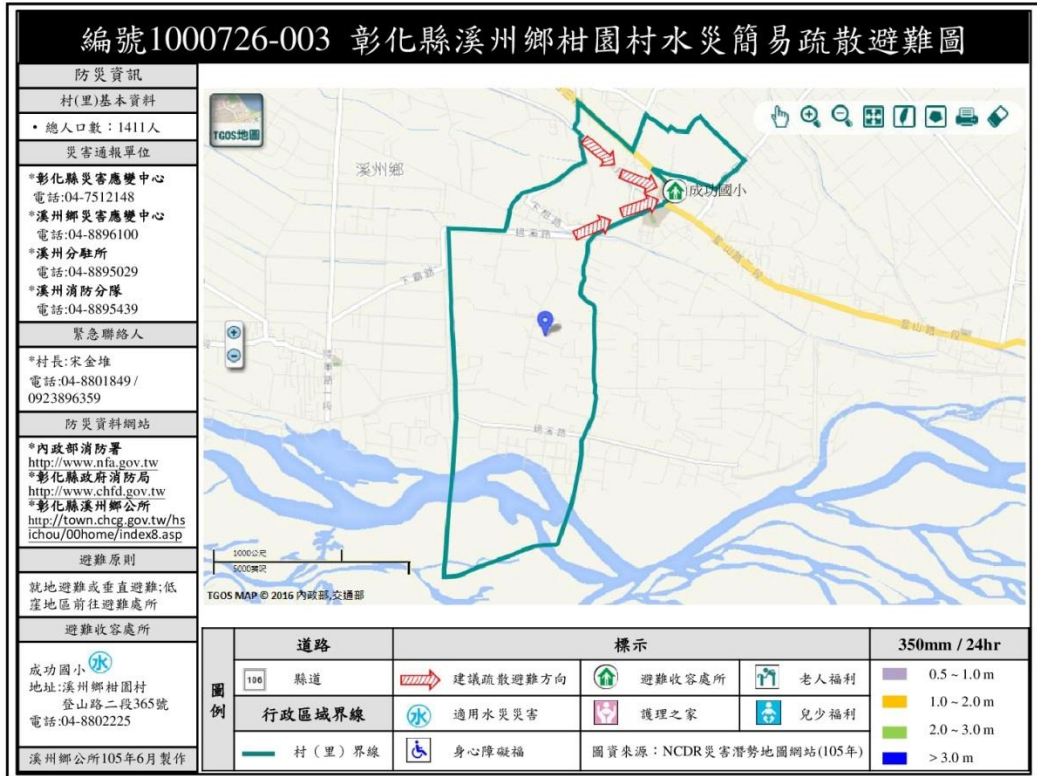 編號1000726-003 彰化縣溪州鄉柑園村水災簡易疏散避難圖
防災資訊
村(里)基本資料
• 總人口數：1411人
災害通報單位
*彰化縣災害應變中心
電話:04-7512148
*溪州鄉災害應變中心
電話:04-8896100
*溪州分駐所
電話:04-8895029
*溪州消防分隊
電話:04-8895439
緊急聯絡人
*村長:宋金堆
電話:04-8801849 /
0923896359
防災資料網站
*內政部消防署
http://www.nfa.gov.tw
*彰化縣政府消防局
http://www.chfd.gov.tw
*彰化縣溪州鄉公所
http://town.chcg.gov.tw/hs
ichou/00home/index8.asp
避難原則
就地避難或垂直避難;低
窪地區前往避難處所
避難收容處所
成功國小 水
地址:溪州鄉柑園村
登山路二段365號
電話:04-8802225
溪州鄉公所105年6月製作
TGOS地圖
溪州鄉
成功國小
過溪路
下霸路
過溪路
1000公尺
5000英呎
TGOS MAP © 2016 內政部,交通部
圖例
道路
標示
350mm / 24hr
106 縣道
建議疏散避難方向
避難收容處所
老人福利
0.5 ~ 1.0 m
行政區域界線
水 適用水災災害
護理之家
兒少福利
1.0 ~ 2.0 m
2.0 ~ 3.0 m
村（里）界線
身心障礙福
圖資來源：NCDR災害潛勢地圖網站(105年)
> 3.0 m